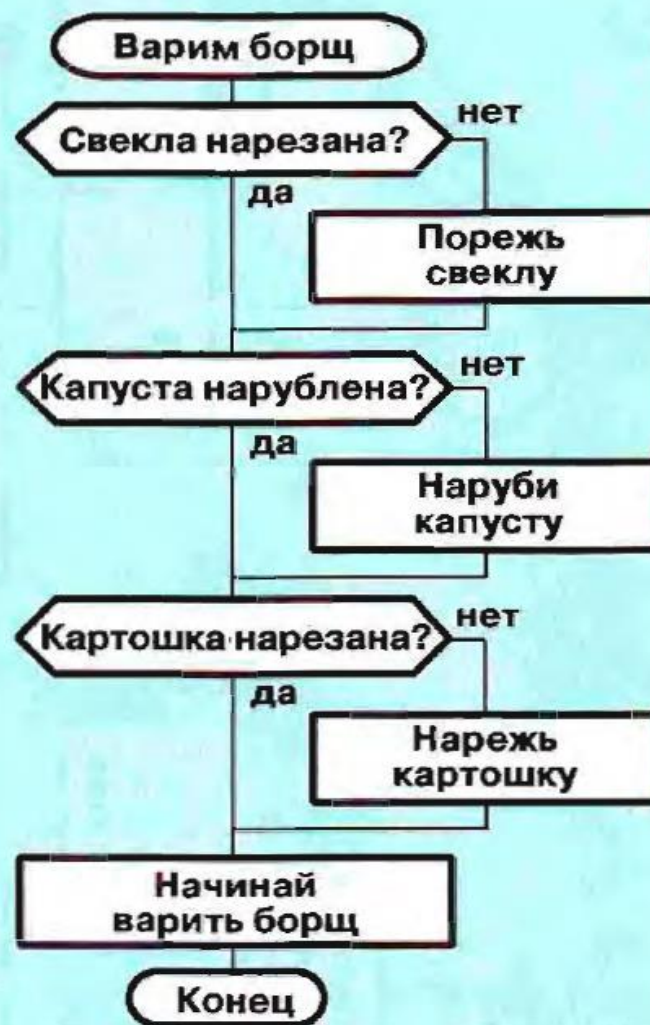 Варим борщ
Свекла нарезана?
нет
да
Порежь
свеклу
Капуста нарублена?
нет
да
Наруби
капусту
Картошка нарезана?
нет
да
Нарежь
картошку
Начинай
варить борщ
Конец